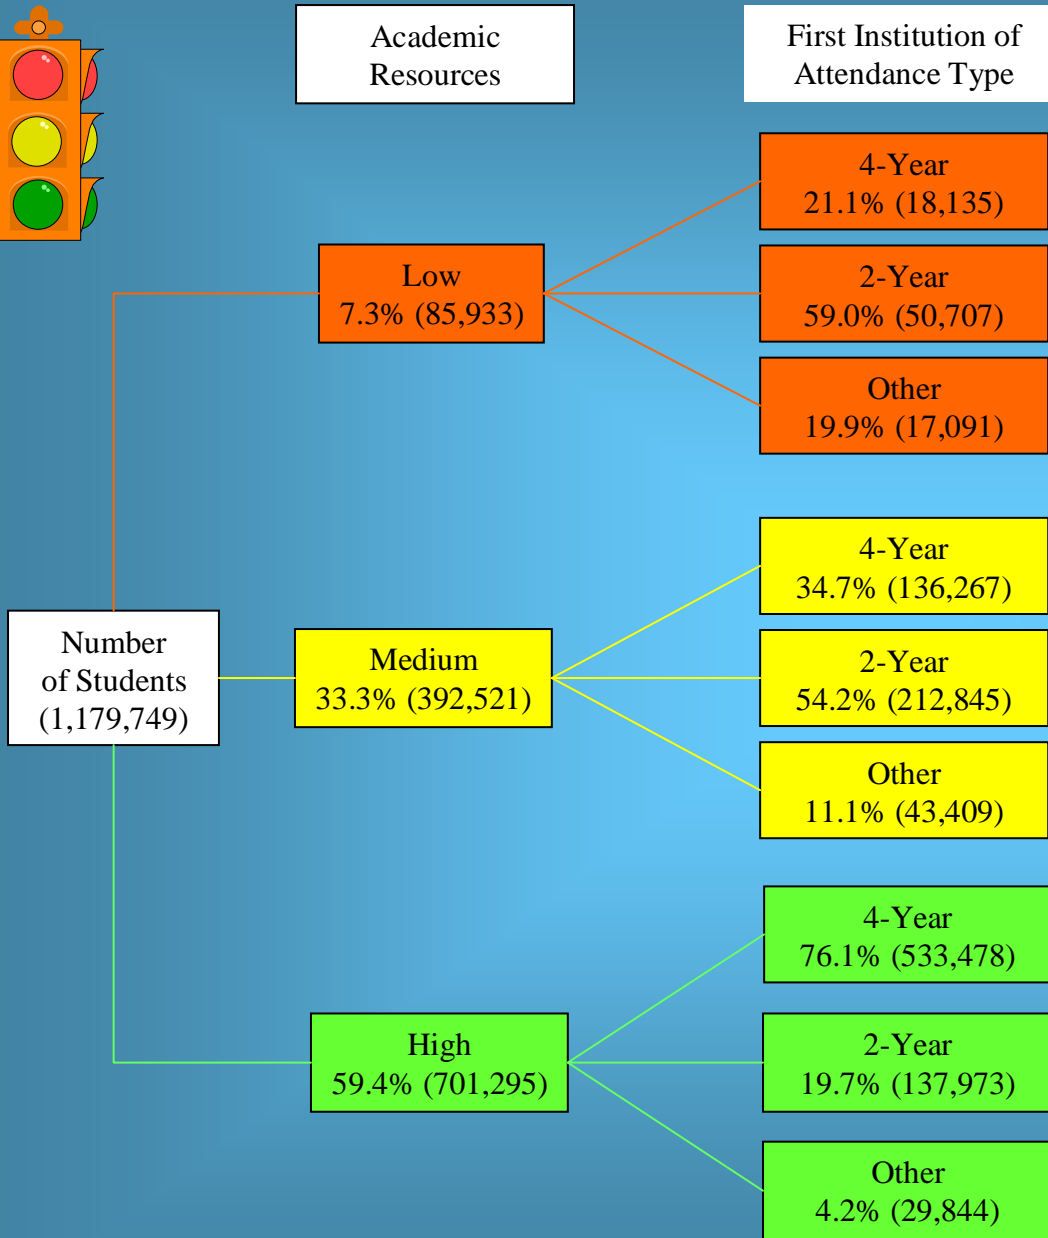 Academic
Resources
First Institution of
Attendance Type
4-Year
21.1% (18,135)
Low
7.3% (85,933)
2-Year
59.0% (50,707)
Other
19.9% (17,091)
4-Year
34.7% (136,267)
Number
of Students
(1,179,749)
Medium
33.3% (392,521)
2-Year
54.2% (212,845)
Other
11.1% (43,409)
4-Year
76.1% (533,478)
High
59.4% (701,295)
2-Year
19.7% (137,973)
Other
4.2% (29,844)